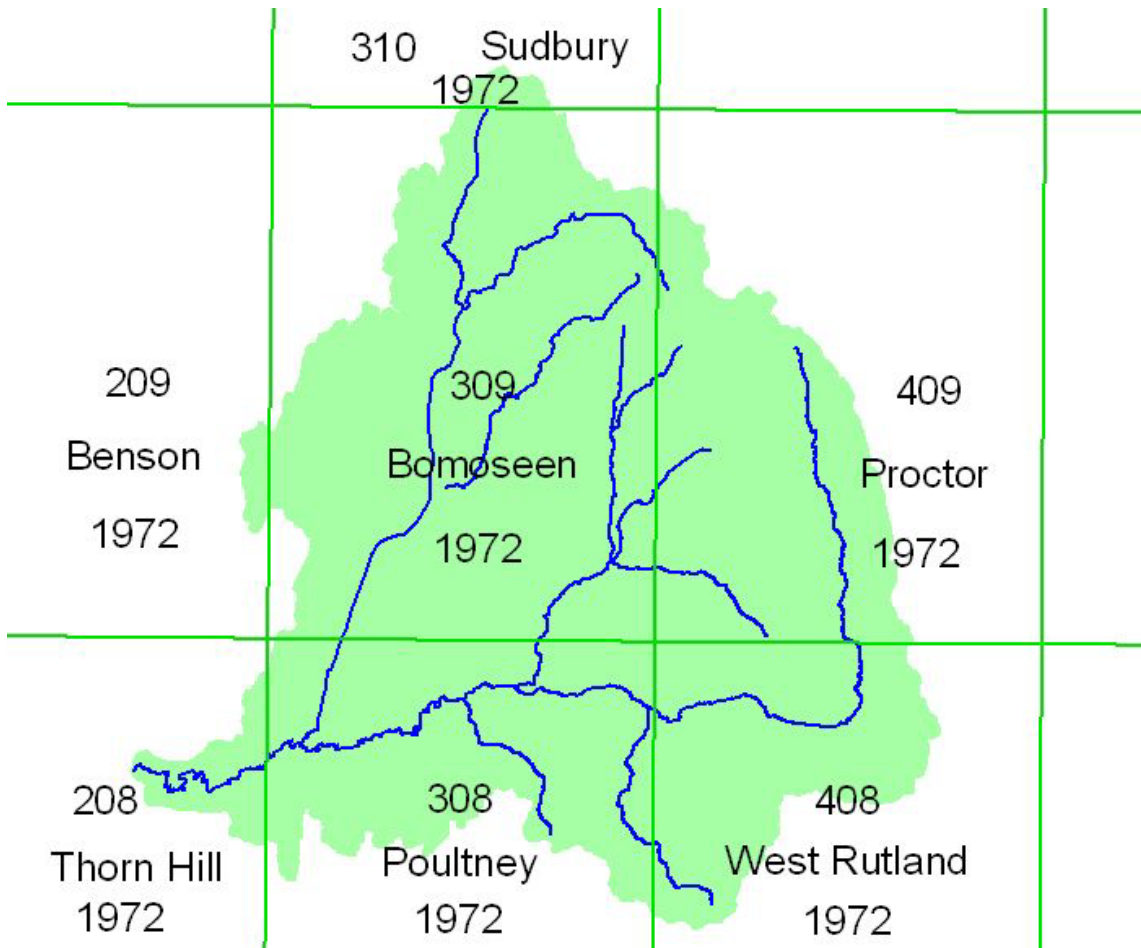 310 Sudbury
1972
209
Benson
1972
309
Bomoseen
1972
409
Proctor
1972
208
Thorn Hill
1972
308
Poultney
1972
408
West Rutland
1972